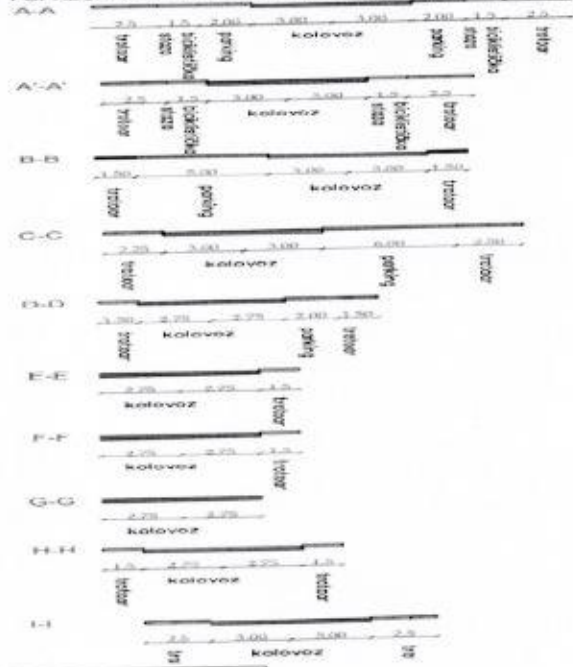 A-A
2.5 1.5 2.00 3.00 3.00 2.00 1.5 2.5
trotoar staza biciklistička parking kolovoz parking staza biciklistička trotoar
A'-A'
2.5 1.5 3.00 3.00 1.5 2.5
trotoar staza biciklistička kolovoz staza biciklistička trotoar
B-B
1.50 5.00 3.00 3.00 1.50
trotoar parking kolovoz trotoar
C-C
2.25 3.00 3.00 6.00 2.50
trotoar kolovoz parking trotoar
D-D
1.50 2.75 2.75 2.00 1.50
trotoar kolovoz parking trotoar
E-E
2.75 2.75 1.5
kolovoz trotoar
F-F
2.75 2.75 1.5
kolovoz trotoar
G-G
2.75 2.75
kolovoz
H-H
1.5 2.75 2.75 1.5
trotoar kolovoz trotoar
I-I
2.5 3.00 3.00 2.5
kolovoz